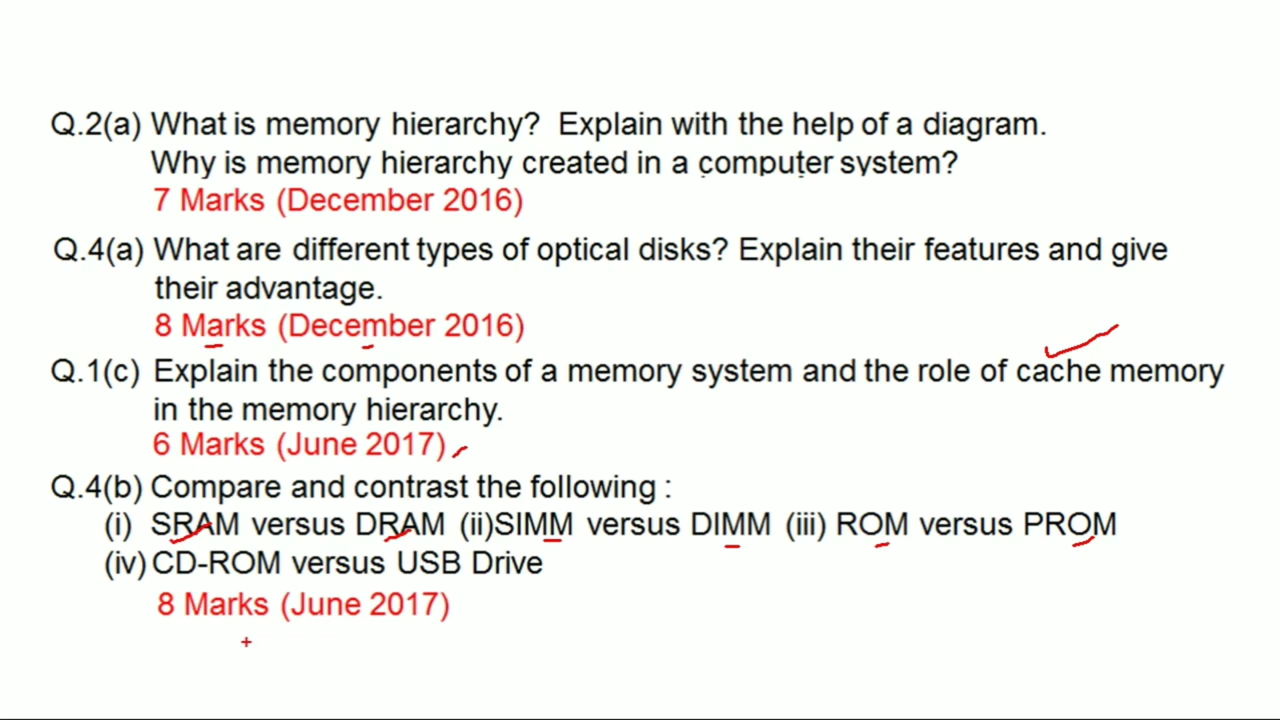 Q.2(a) What is memory hierarchy? Explain with the help of a diagram.
Why is memory hierarchy created in a computer system?
7 Marks (December 2016)
Q.4(a) What are different types of optical disks? Explain their features and give
their advantage.
8 Marks (December 2016)
Q.1(c) Explain the components of a memory system and the role of cache memory
in the memory hierarchy.
6 Marks (June 2017)
Q.4(b) Compare and contrast the following :
(i) SRAM versus DRAM (ii)SIMM versus DIMM (iii) ROM versus PROM
(iv) CD-ROM versus USB Drive
8 Marks (June 2017)